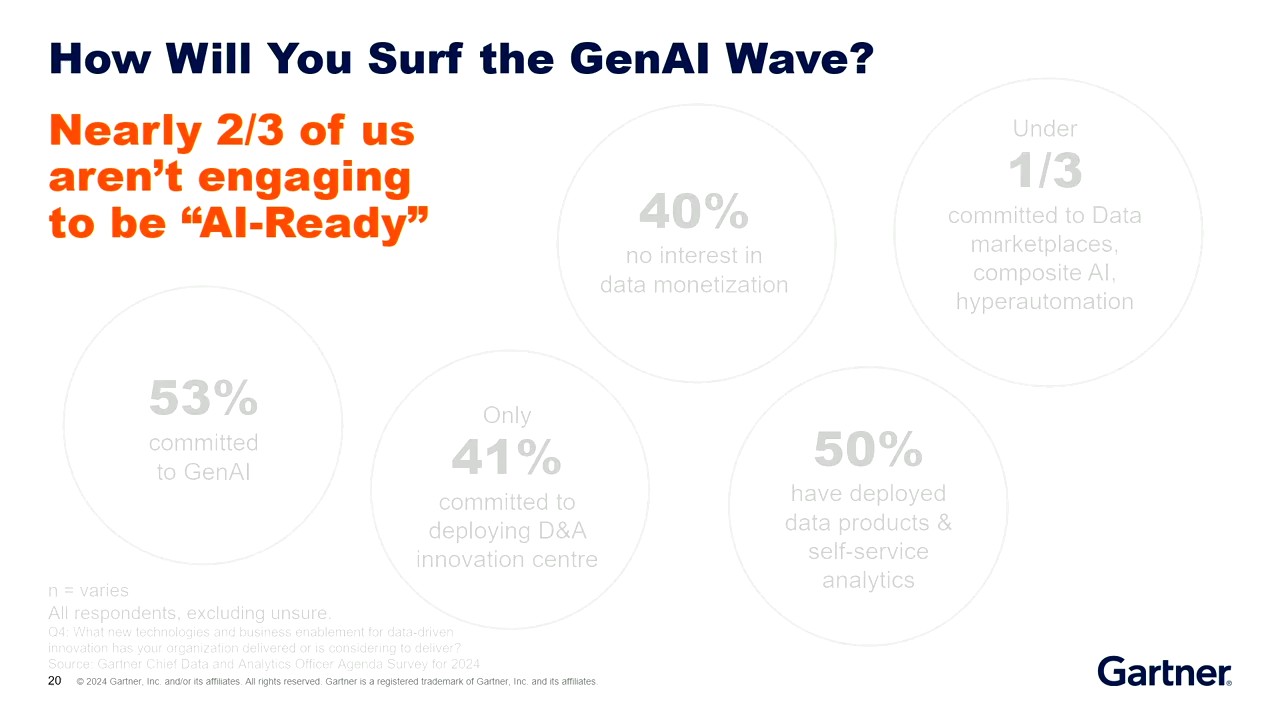 How Will You Surf the GenAI Wave?
Nearly 2/3 of us
aren’t engaging
to be “AI-Ready”
53%
committed
to GenAI
Only
41%
committed to
deploying D&A
innovation centre
40%
no interest in
data monetization
50%
have deployed
data products &
self-service
analytics
Under
1/3
committed to Data
marketplaces,
composite AI,
hyperautomation
n = varies
All respondents, excluding unsure.
Q4. What new technologies and business enablement for data-driven
innovation has your organization delivered or is considering to deliver?
Source: Gartner Chief Data and Analytics Officer Agenda Survey for 2024
20 © 2024 Gartner, Inc. and/or its affiliates. All rights reserved. Gartner is a registered trademark of Gartner, Inc. and its affiliates.
Gartner®